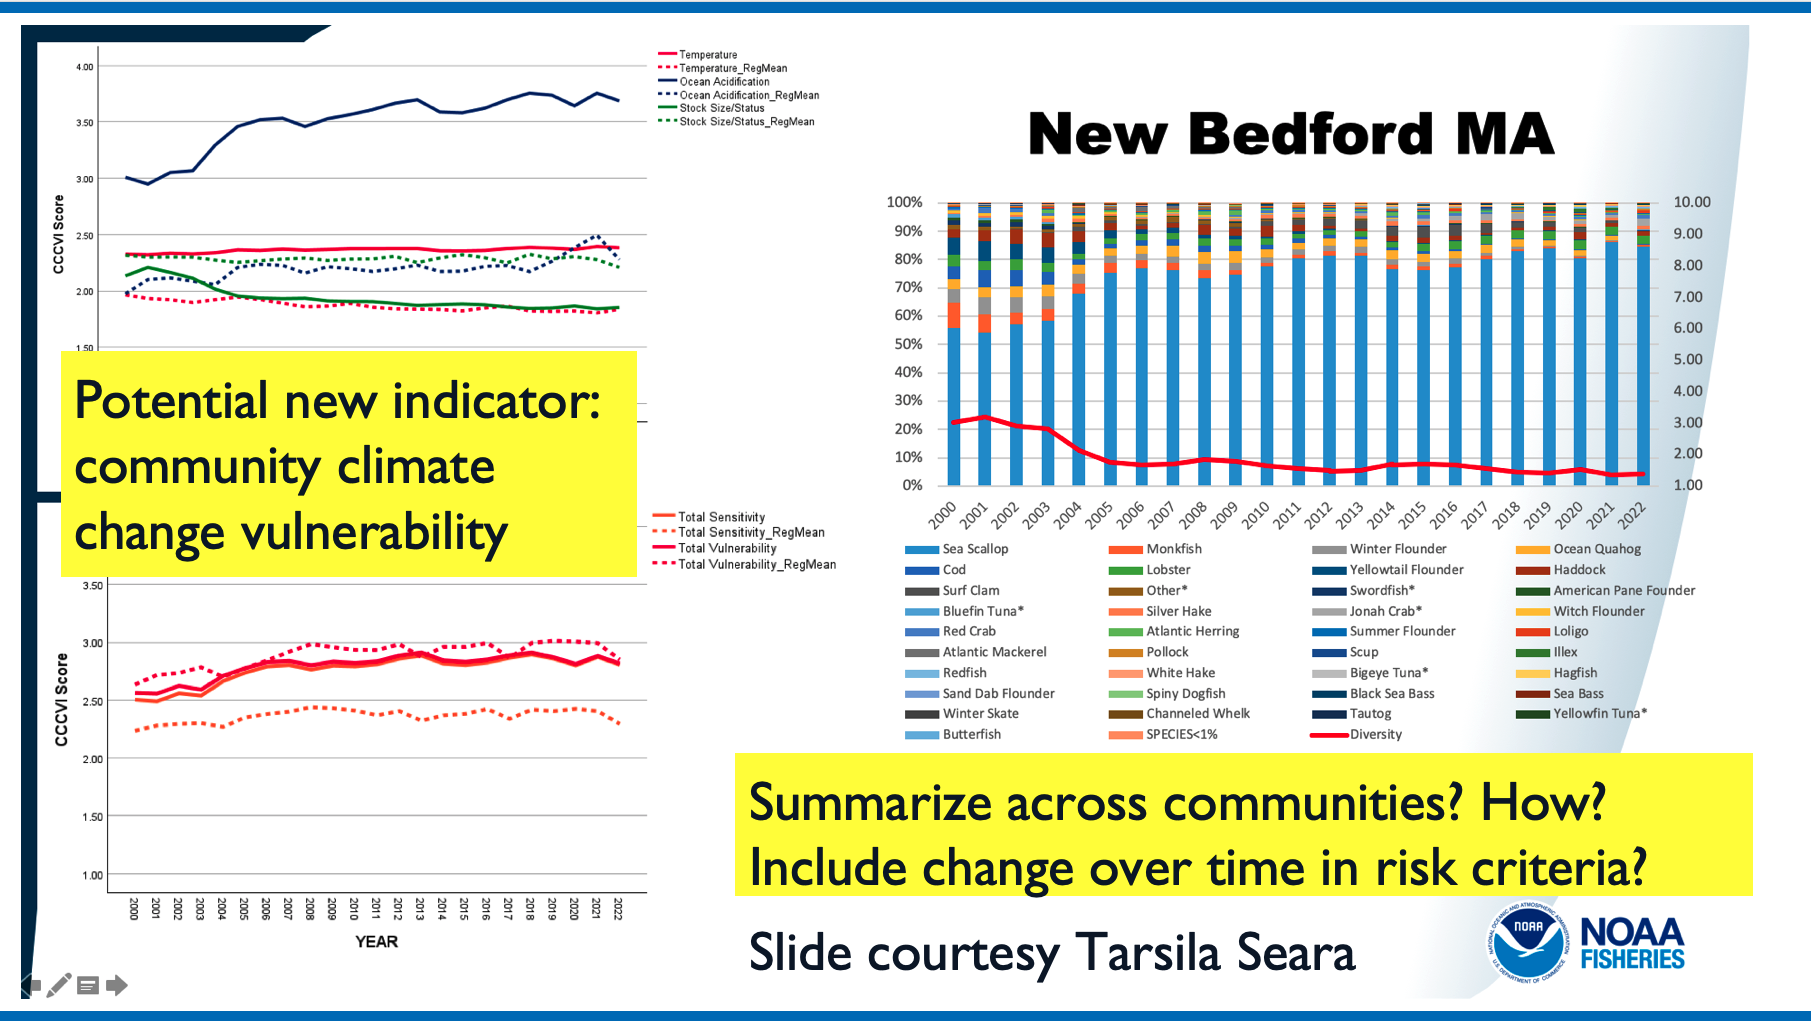 4.00
3.50
3.00
2.50
2.00
1.50
CCCVI Score
Temperature
Temperature_RegMean
Ocean Acidification
Ocean Acidification_RegMean
Stock Size/Status
Stock Size/Status_RegMean
Potential new indicator:
community climate
change vulnerability
Total Sensitivity
Total Sensitivity_RegMean
Total Vulnerability
Total Vulnerability_RegMean
3.50
3.00
2.50
2.00
1.50
1.00
CCCVI Score
2000 2001 2002 2003 2004 2005 2006 2007 2008 2009 2010 2011 2012 2013 2014 2015 2016 2017 2018 2019 2020 2021 2022
YEAR
New Bedford MA
100% 10.00
90% 9.00
80% 8.00
70% 7.00
60% 6.00
50% 5.00
40% 4.00
30% 3.00
20% 2.00
10%
0% 1.00
2000 2001 2002 2003 2004 2005 2006 2007 2008 2009 2010 2011 2012 2013 2014 2015 2016 2017 2018 2019 2020 2021 2022
Sea Scallop Monkfish Winter Flounder Ocean Quahog
Cod Lobster Yellowtail Flounder Haddock
Surf Clam Other* Swordfish* American Pane Founder
Bluefin Tuna* Silver Hake Jonah Crab* Witch Flounder
Red Crab Atlantic Herring Summer Flounder Loligo
Atlantic Mackerel Pollock Scup Illex
Redfish White Hake Bigeye Tuna* Hagfish
Sand Dab Flounder Spiny Dogfish Black Sea Bass Sea Bass
Winter Skate Channeled Whelk Tautog Yellowfin Tuna*
Butterfish SPECIES<1% Diversity
Summarize across communities? How?
Include change over time in risk criteria?
Slide courtesy Tarsila Seara
NATIONAL OCEANIC AND ATMOSPHERIC ADMINISTRATION
NOAA
U.S. DEPARTMENT OF COMMERCE
NOAA
FISHERIES